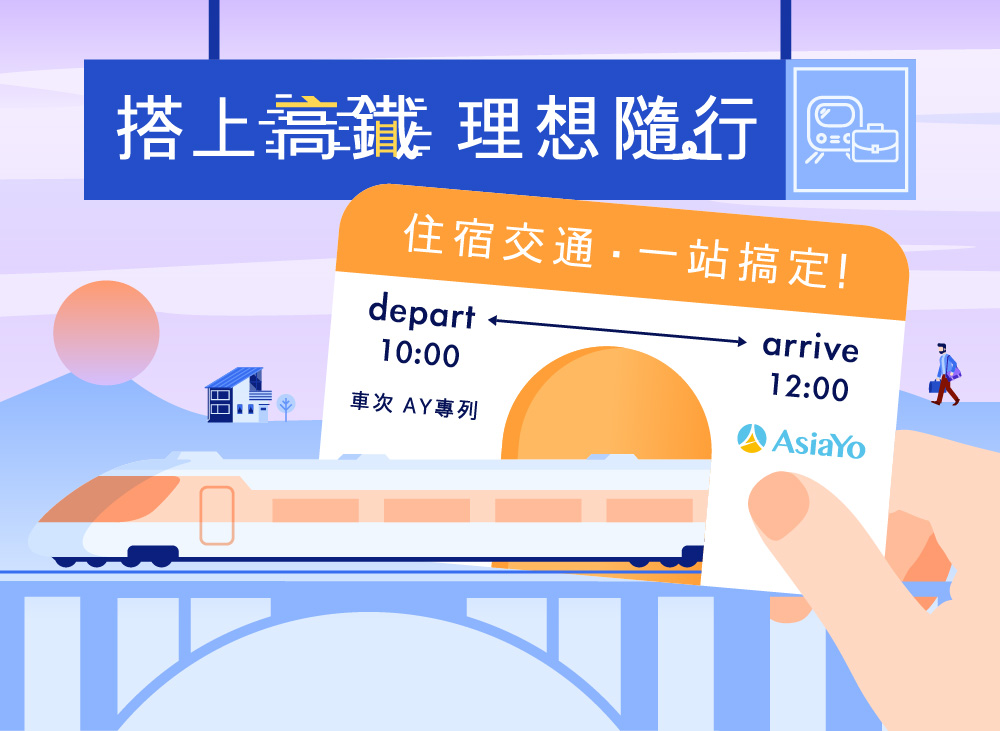 搭上高鐵 理想隨行
住宿交通·一站搞定!
depart
arrive
10:00
12:00
車次 AY專列
AsiaYo